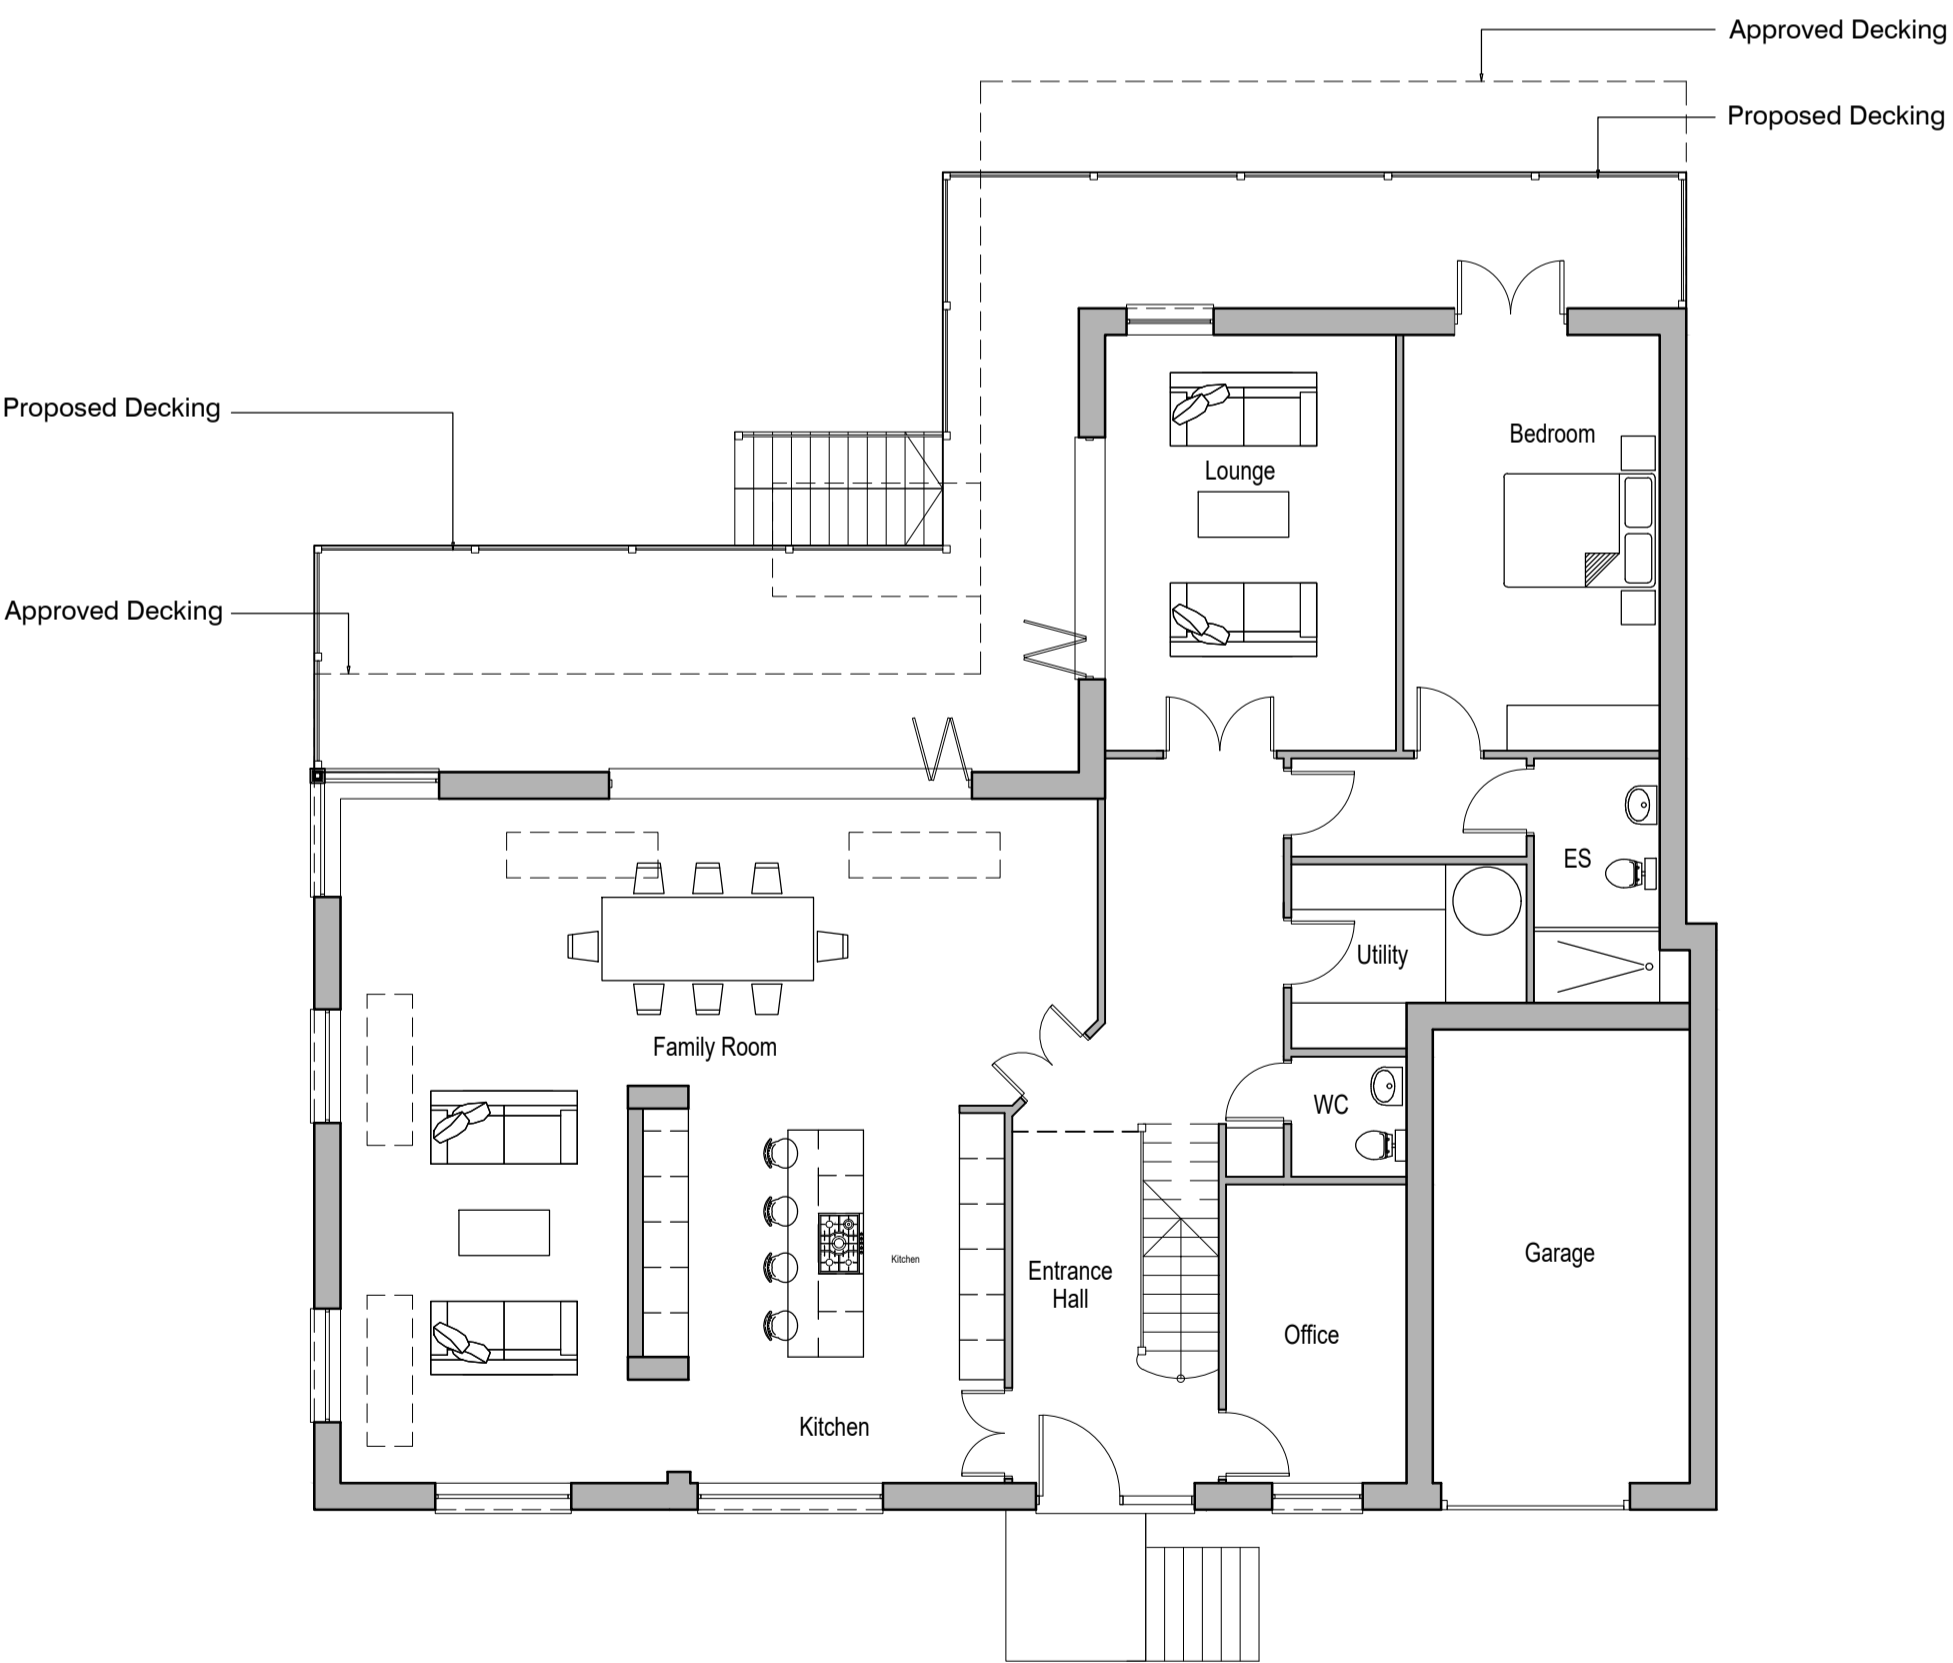 Approved Decking
Proposed Decking
Proposed Decking
Bedroom
Lounge
Approved Decking
ES
Utility
Family Room
WC
Garage
Kitchen
Entrance
Hall
Office
Kitchen